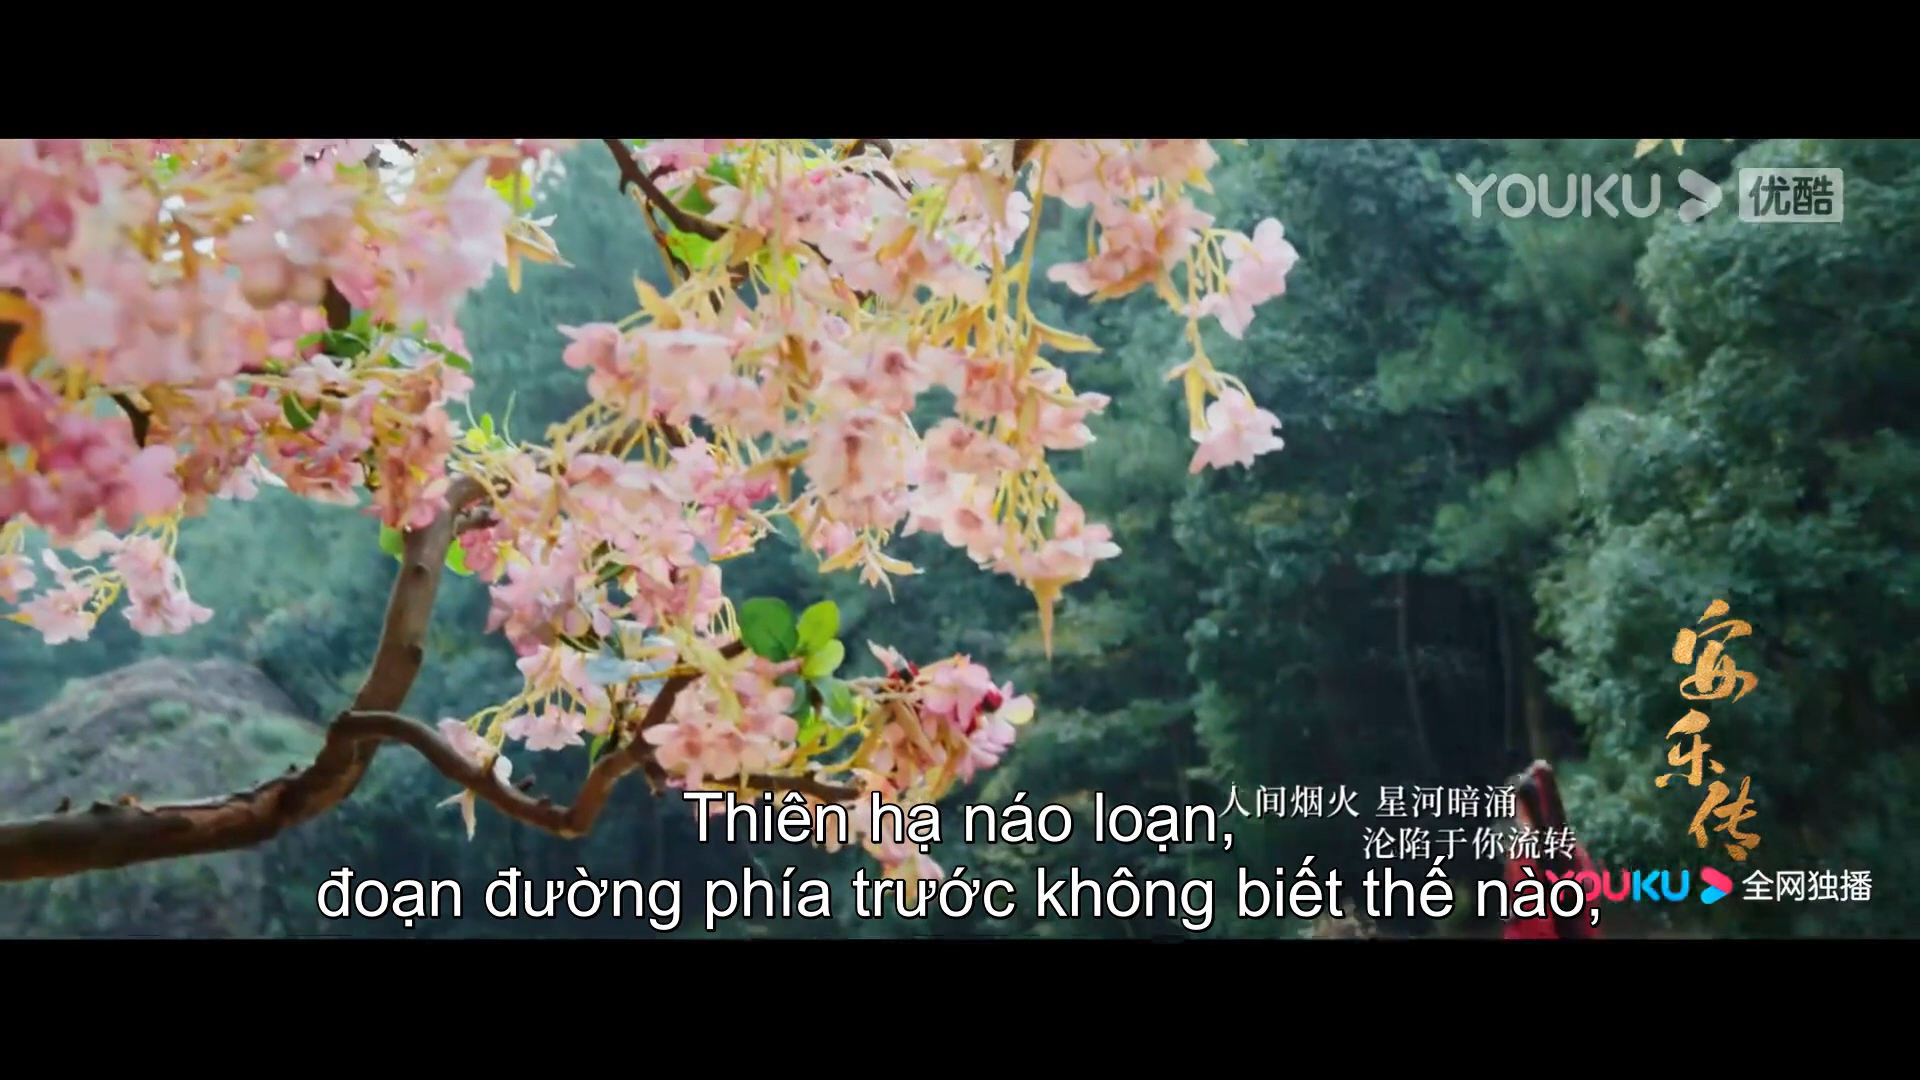 YOUKU 优酷
安乐传
人间烟火 星河暗涌
沦陷于你流转
Thiên hạ náo loạn,
đoạn đường phía trước không biết thế nào,
YOUKU 全网独播